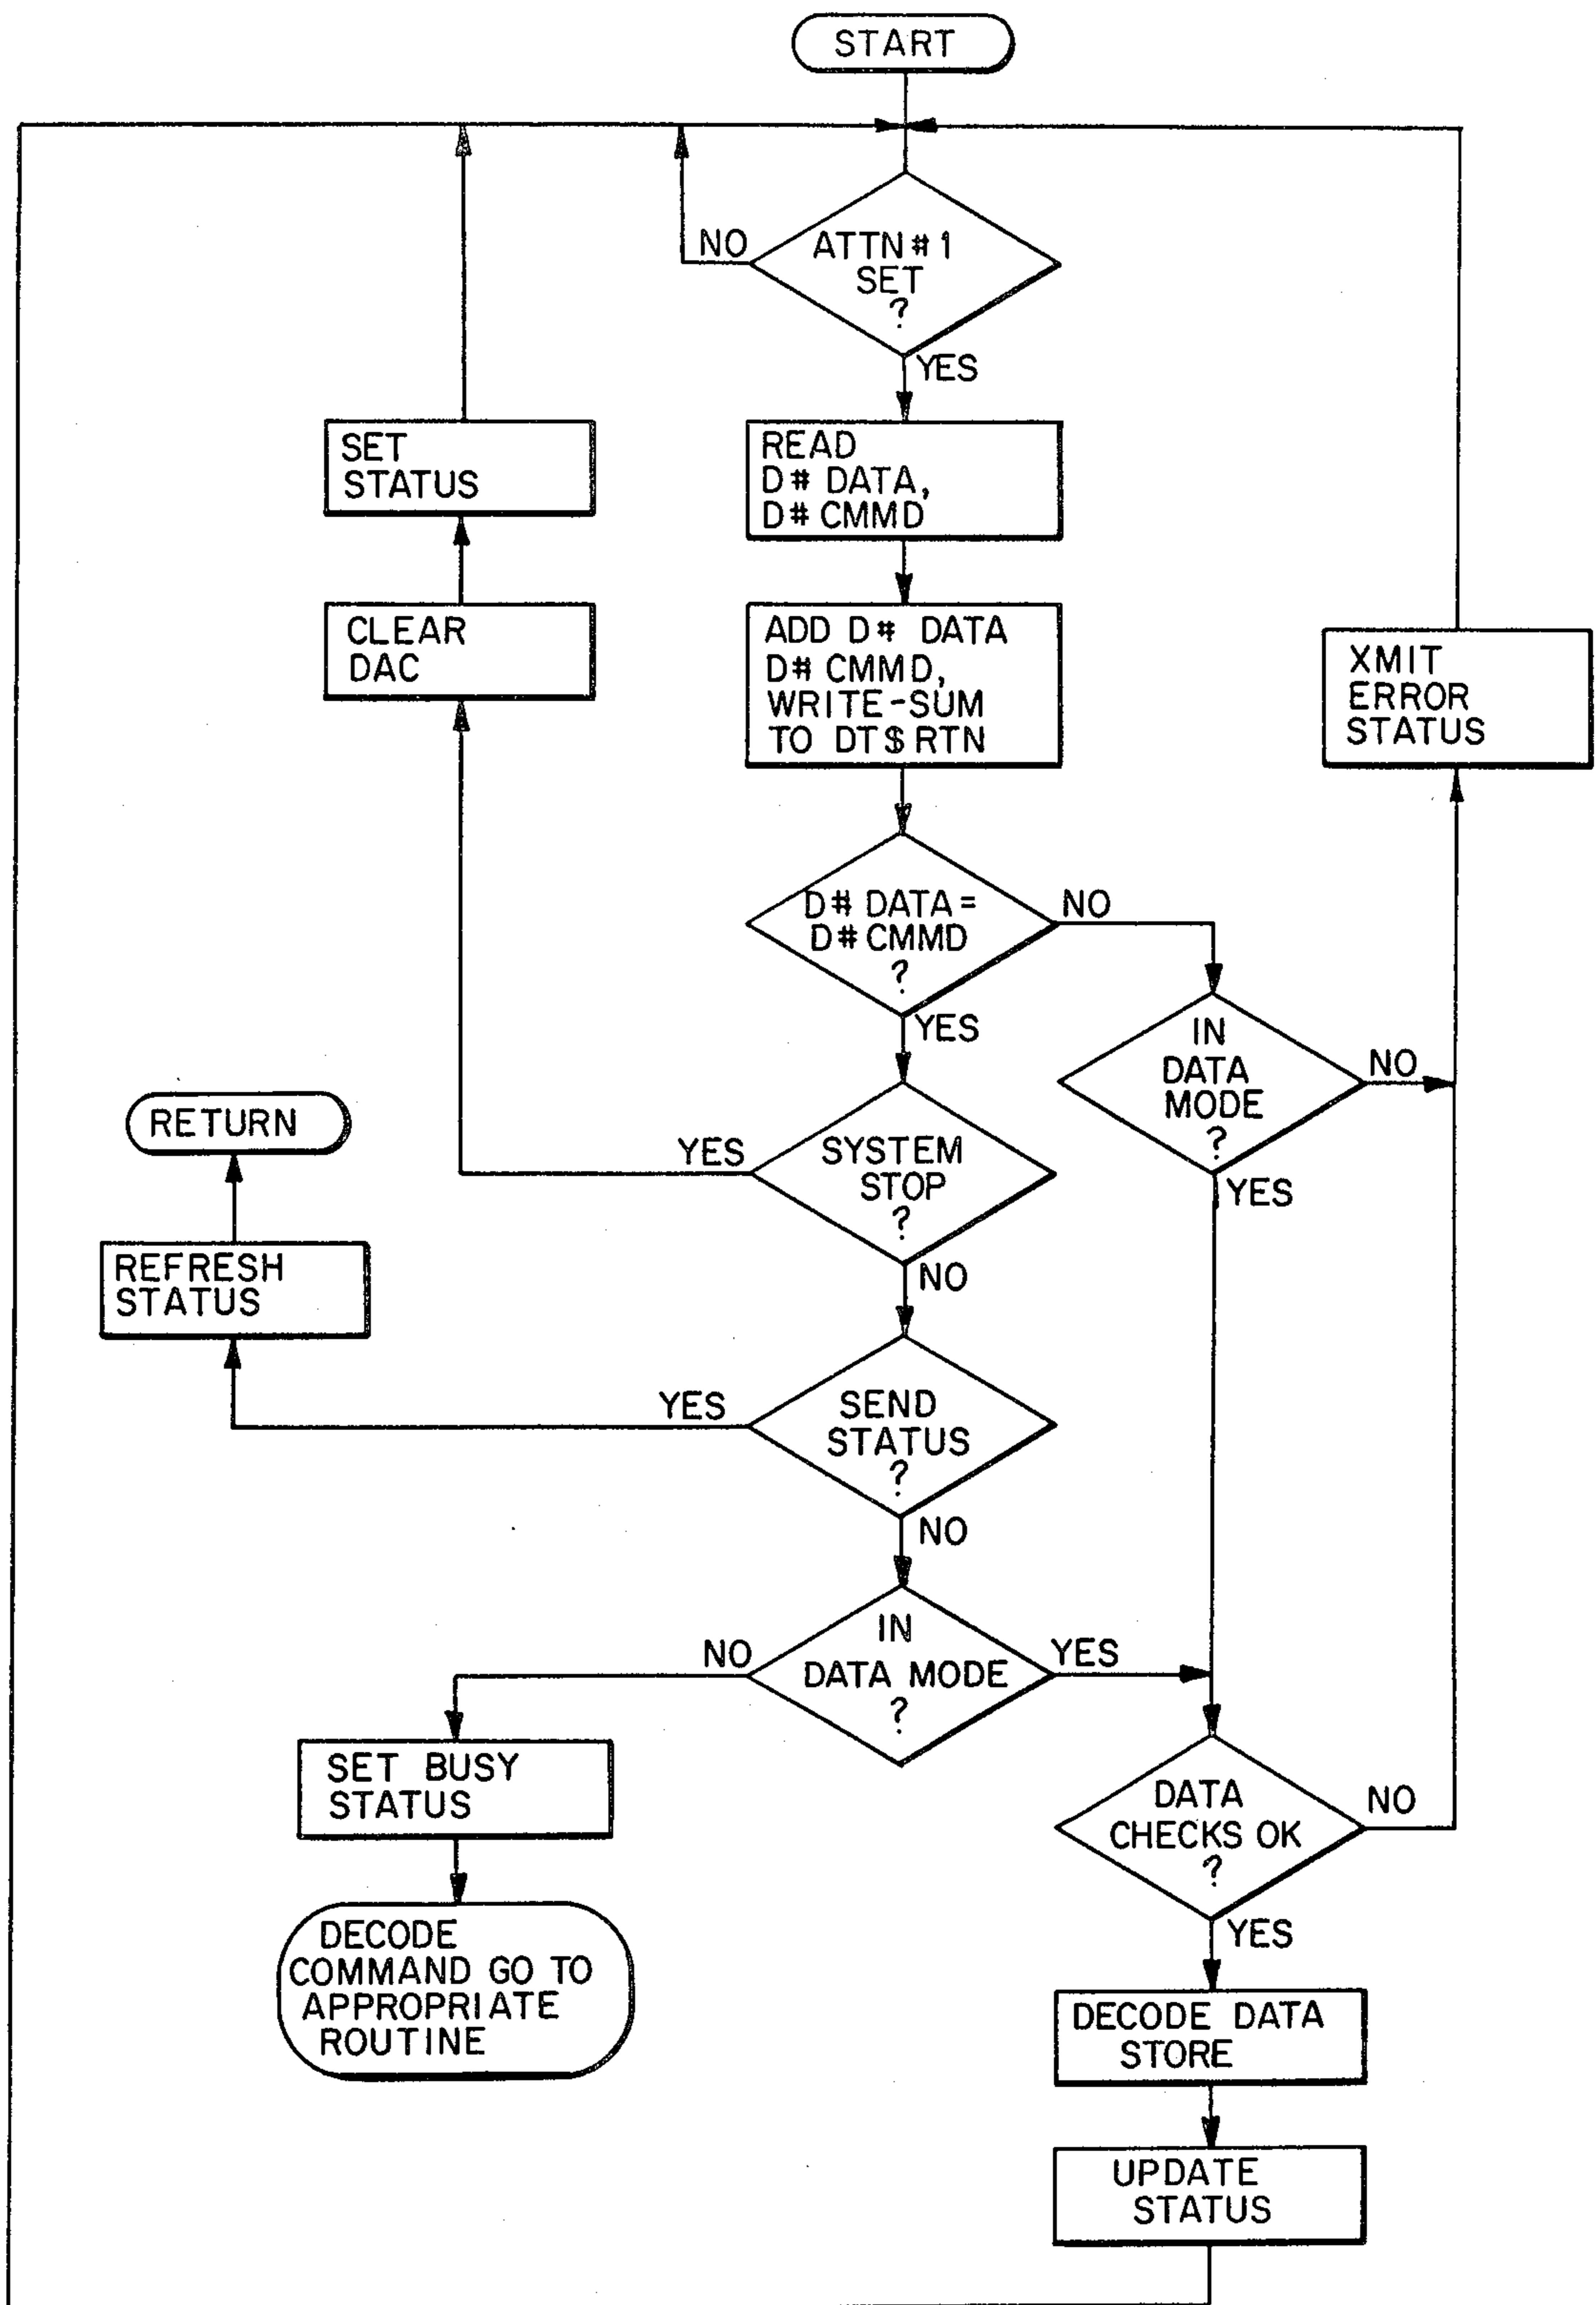 START
NO
ATTN#1
SET
?
YES
SET
STATUS
READ
D# DATA,
D# CMMD
CLEAR
DAC
ADD D# DATA
D# CMMD,
WRITE-SUM
TO DT$RTN
XMIT
ERROR
STATUS
D# DATA=
D# CMMD
?
NO
YES
IN
DATA
MODE
?
NO
YES
RETURN
YES
SYSTEM
STOP
?
NO
REFRESH
STATUS
YES
SEND
STATUS
?
NO
NO
IN
DATA MODE
?
YES
SET BUSY
STATUS
DATA
CHECKS OK
?
NO
YES
DECODE
COMMAND GO TO
APPROPRIATE
ROUTINE
DECODE DATA
STORE
UPDATE
STATUS